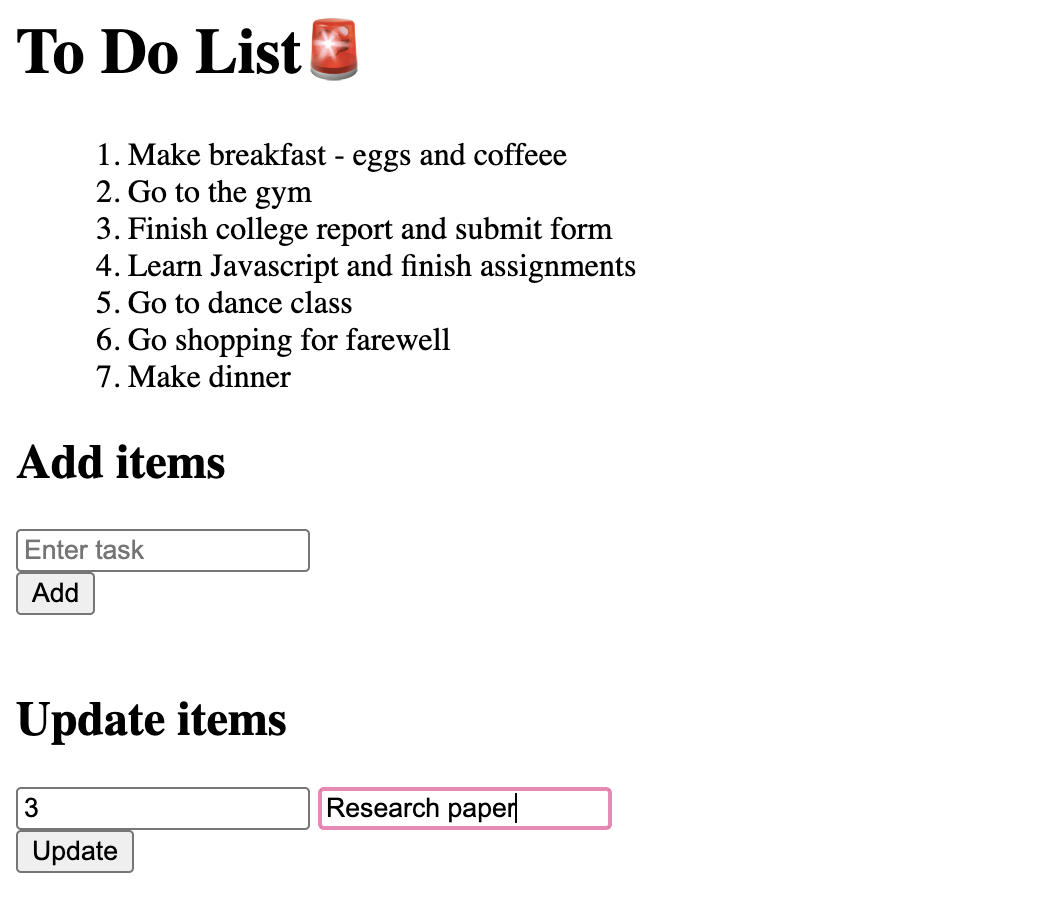 To Do List🚨
1. Make breakfast - eggs and coffeee
2. Go to the gym
3. Finish college report and submit form
4. Learn Javascript and finish assignments
5. Go to dance class
6. Go shopping for farewell
7. Make dinner
Add items
Enter task
Add
Update items
3 Research paper
Update